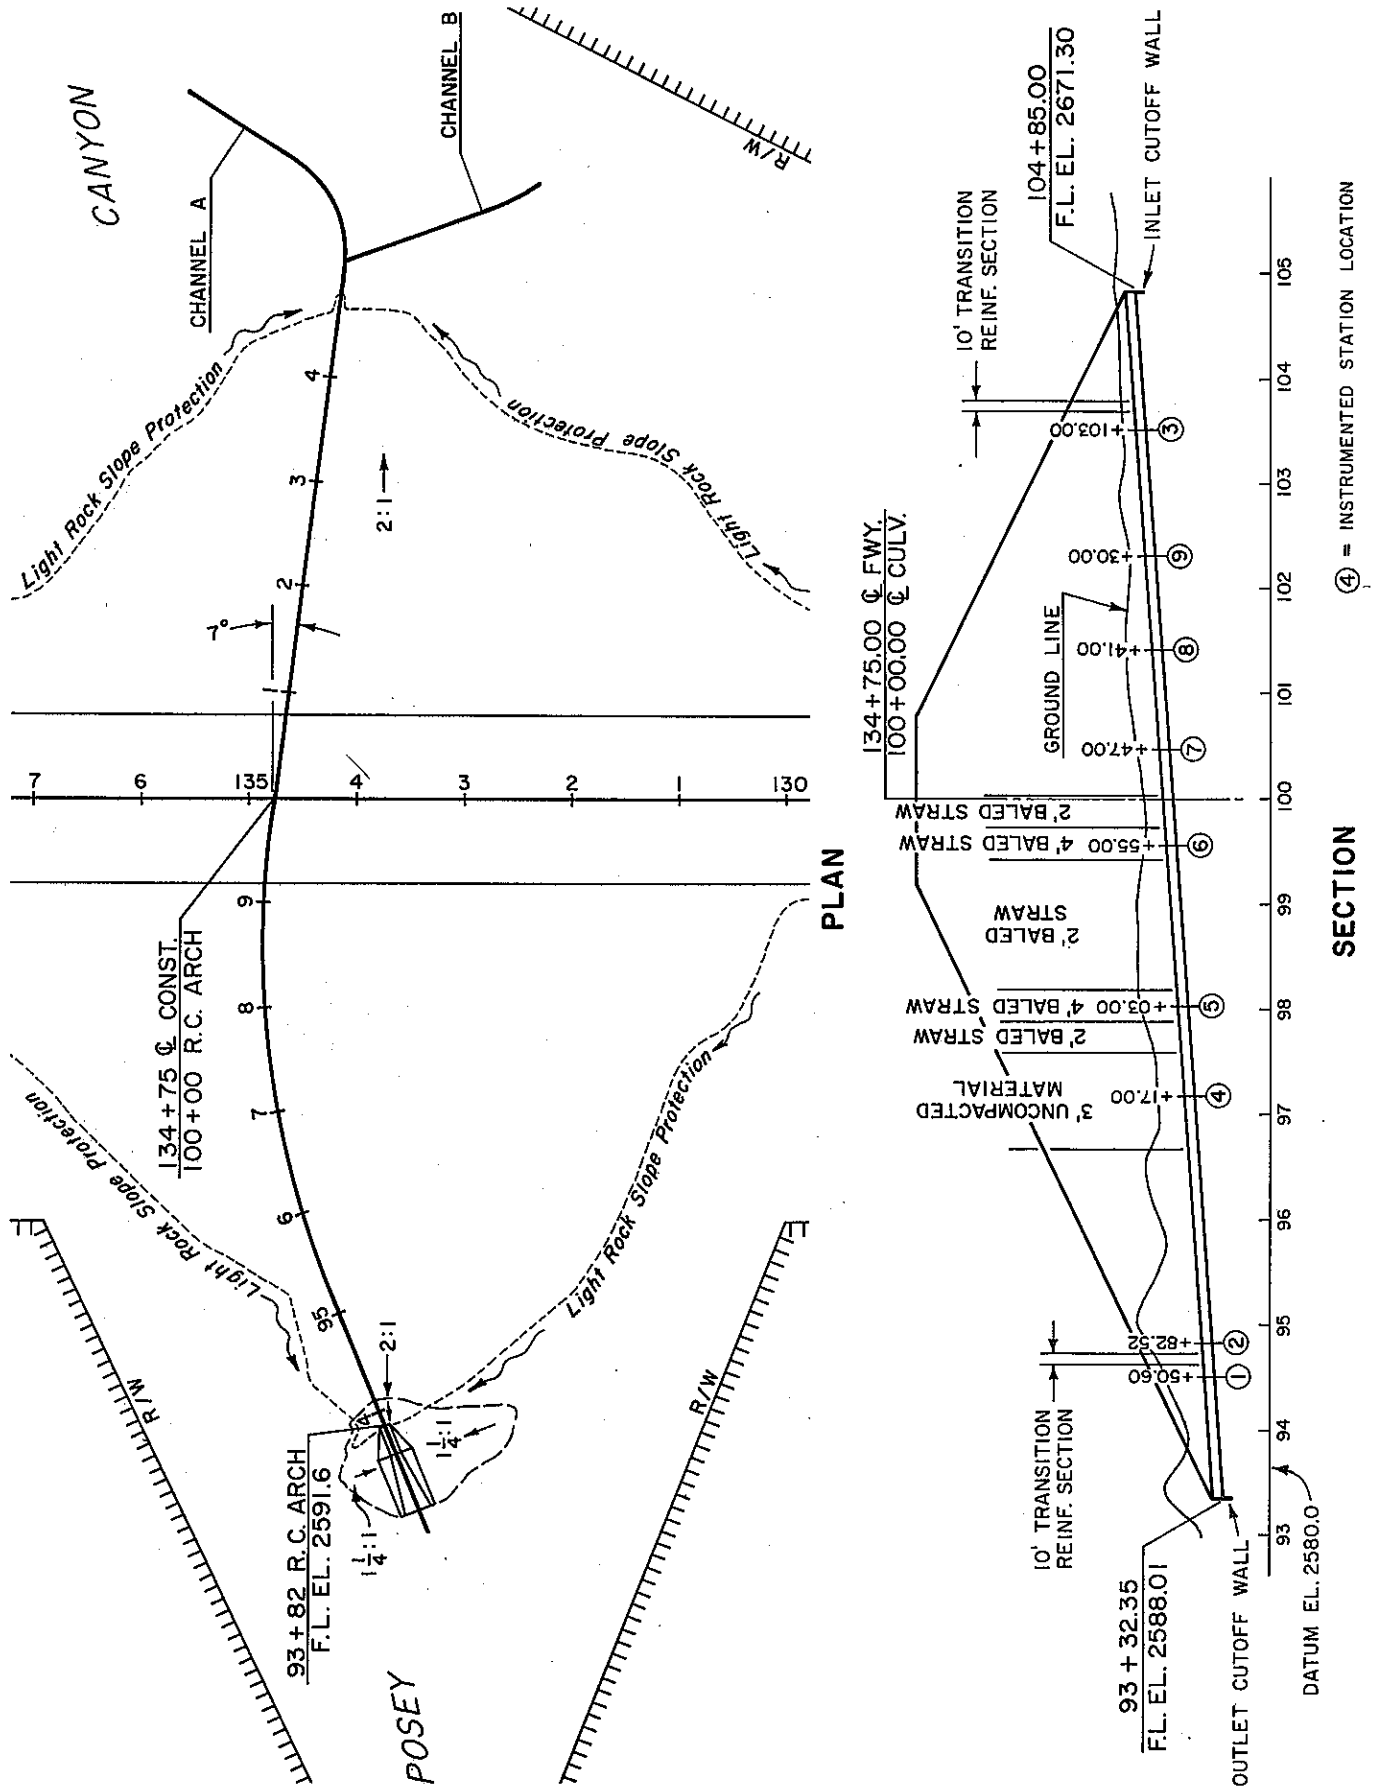 POSEY
CANYON
R/W
Light Rock Slope Protection
134+75 ℄ CONST.
100+00 R.C. ARCH
7
6
135
4
3
2
1
130
7°
Light Rock Slope Protection
CHANNEL A
CHANNEL B
93+82 R.C. ARCH
F.L. EL. 2591.6
1 1/4:1
1 1/4:1
2:1
4
95
6
7
8
9
1
2
3
4
2:1
R/W
Light Rock Slope Protection
Light Rock Slope Protection
R/W
PLAN
134+75.00 ℄ FWY.
100+00.00 ℄ CULV.
93+32.35
F.L. EL. 2588.01
10' TRANSITION
REINF. SECTION
3' UNCOMPACTED
MATERIAL
2' BALED STRAW
4' BALED STRAW
2' BALED
STRAW
4' BALED STRAW
2' BALED STRAW
GROUND LINE
10' TRANSITION
REINF. SECTION
104+85.00
F.L. EL. 2671.30
+50.60
+82.52
+17.00
+03.00
+55.00
+47.00
+41.00
+30.00
+103.00
1
2
4
5
6
7
8
9
3
OUTLET CUTOFF WALL
INLET CUTOFF WALL
93
94
95
96
97
98
99
100
101
102
103
104
105
DATUM EL. 2580.0
SECTION
④ = INSTRUMENTED STATION LOCATION